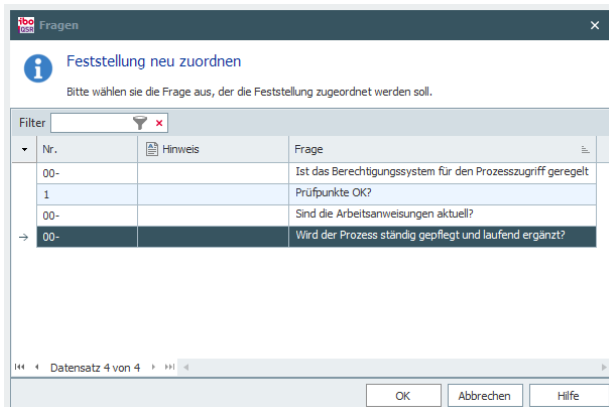 ibo
QSR Fragen
Feststellung neu zuordnen
Bitte wählen sie die Frage aus, der die Feststellung zugeordnet werden soll.
Filter
Nr. Hinweis Frage
00- Ist das Berechtigungssystem für den Prozesszugriff geregelt
1 Prüfpunkte OK?
00- Sind die Arbeitsanweisungen aktuell?
00- Wird der Prozess ständig gepflegt und laufend ergänzt?
Datensatz 4 von 4
OK Abbrechen Hilfe